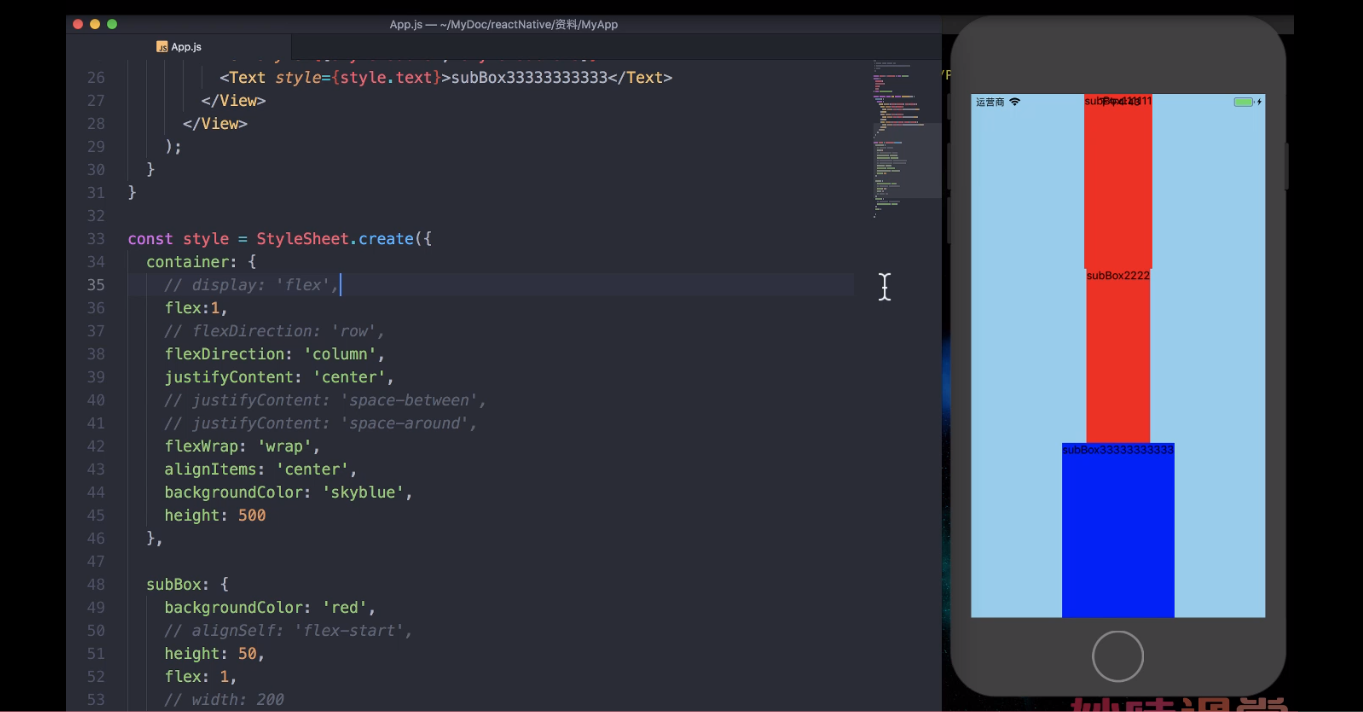 App.js — ~/MyDoc/reactNative/资料/MyApp
JS App.js
26 <Text style={style.text}>subBox33333333333</Text>
27 </View>
28 </View>
29 );
30 }
31 }
32
33 const style = StyleSheet.create({
34 container: {
35 // display: 'flex',
36 flex:1,
37 // flexDirection: 'row',
38 flexDirection: 'column',
39 justifyContent: 'center',
40 // justifyContent: 'space-between',
41 // justifyContent: 'space-around',
42 flexWrap: 'wrap',
43 alignItems: 'center',
44 backgroundColor: 'skyblue',
45 height: 500
46 },
47
48 subBox: {
49 backgroundColor: 'red',
50 // alignSelf: 'flex-start',
51 height: 50,
52 flex: 1,
53 // width: 200
运营商
subBox2222
subBox33333333333